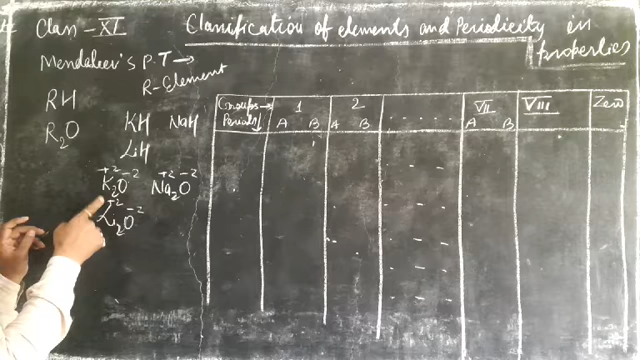 Class - XI
Classification of elements and Periodicity in
properties
Mendaleev's P.T →
R - Element
RH
R2O
KH NaH
LiH
+2 -2 +2 -2
K2O Na2O
+2 -2
Li2O
Groups → 1 2 ..... VII VIII Zero
Periods↓ A B A B A B